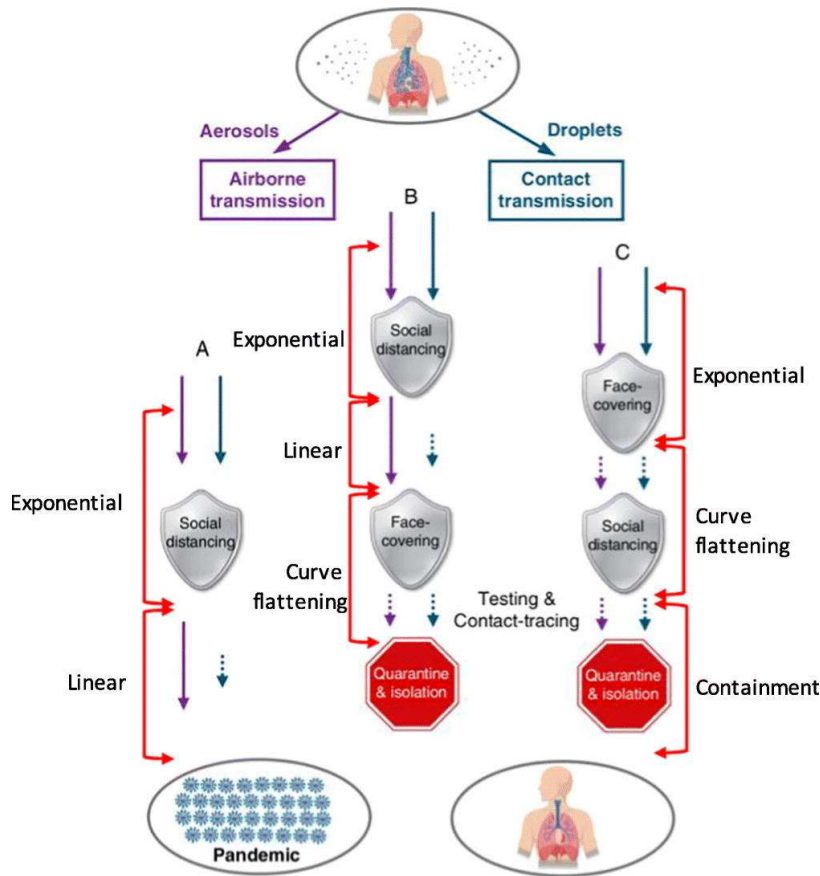 Aerosols
Droplets
Airborne
transmission
Contact
transmission
B
C
Exponential
Social
distancing
A
Face-
covering
Exponential
Linear
Exponential
Social
distancing
Face-
covering
Social
distancing
Curve
flattening
Curve
flattening
Testing &
Contact-tracing
Linear
Quarantine
& isolation
Quarantine
& isolation
Containment
Pandemic